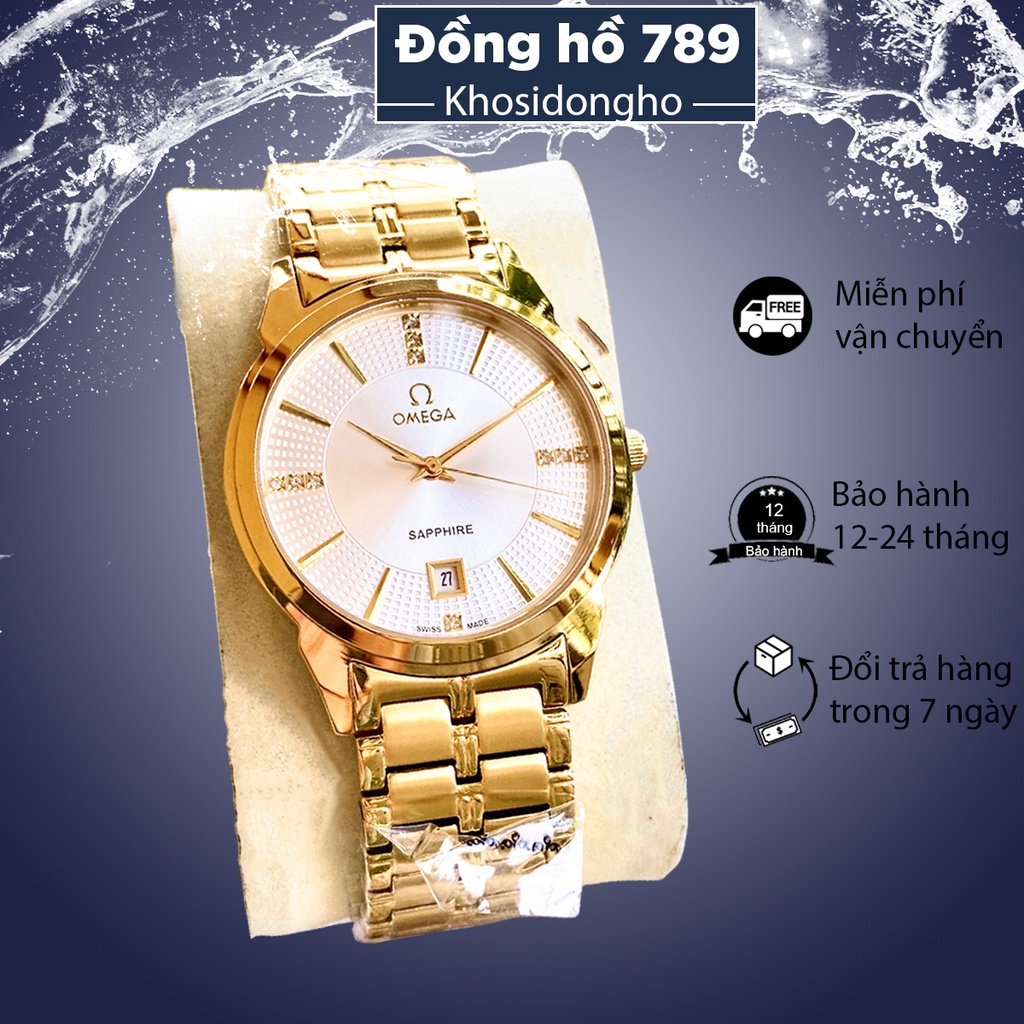 Đồng hồ 789
Khosidongho
FREE
Miễn phí
vận chuyển
Ω
OMEGA
SAPPHIRE
27
SWISS MADE
12
tháng
Bảo hành
Bảo hành
12-24 tháng
$
Đổi trả hàng
trong 7 ngày